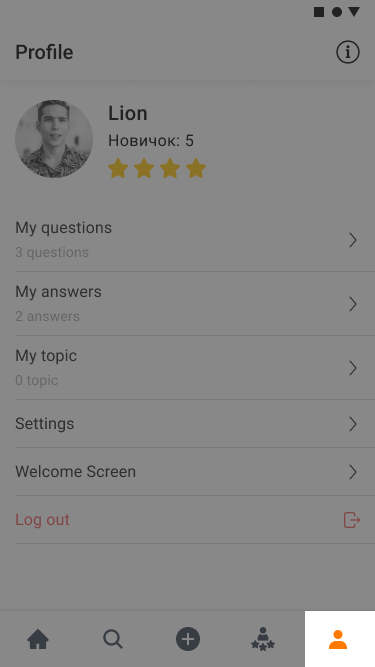 Profile
Lion
Новичок: 5
My questions
3 questions
My answers
2 answers
My topic
0 topic
Settings
Welcome Screen
Log out